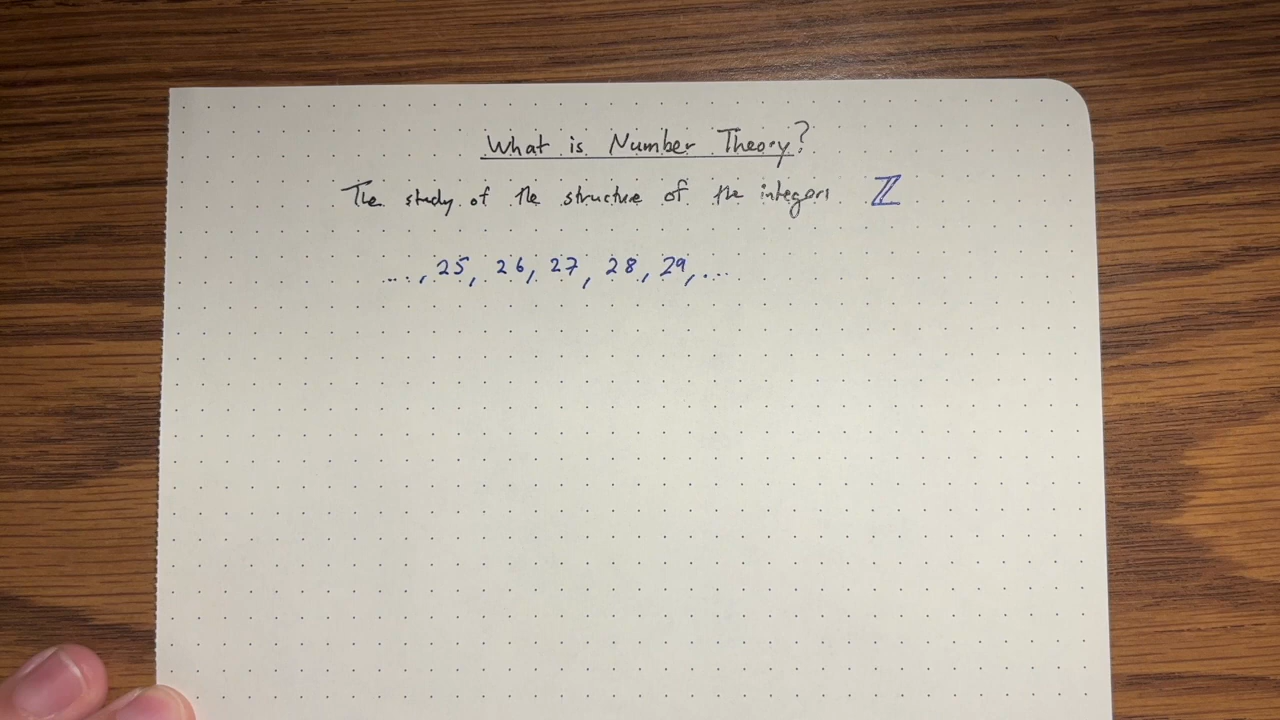 What is Number Theory?
The study of the structure of the integers ℤ
..., 25, 26, 27, 28, 29, ...